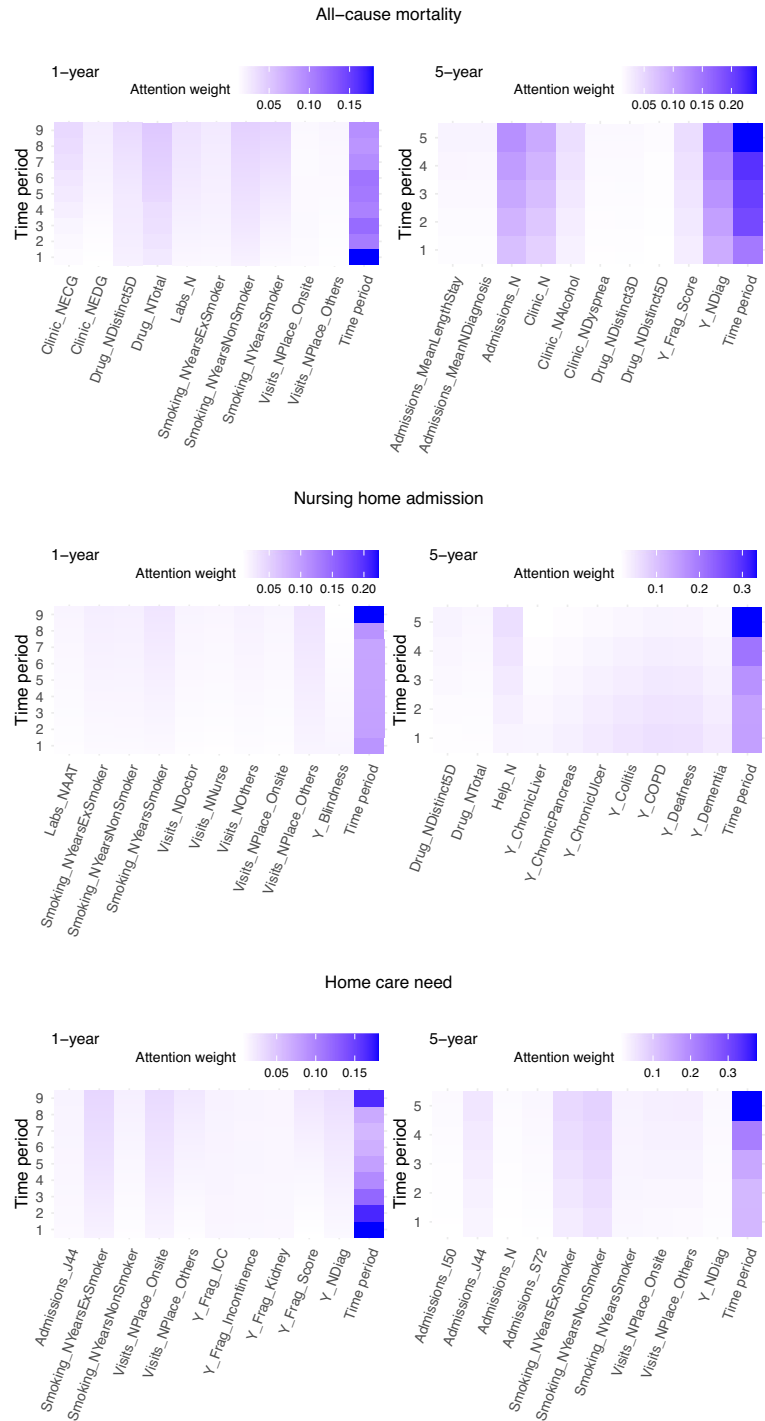 All−cause mortality
1−year
Attention weight
0.05 0.10 0.15
Time period
9
8
7
6
5
4
3
2
1
Clinic_NECG
Clinic_NEDG
Drug_NDistinct5D
Drug_NTotal
Labs_N
Smoking_NYearsExSmoker
Smoking_NYearsNonSmoker
Smoking_NYearsSmoker
Visits_NPlace_Onsite
Visits_NPlace_Others
Time period
5−year
Attention weight
0.05 0.10 0.15 0.20
Time period
5
4
3
2
1
Admissions_MeanLengthStay
Admissions_MeanNDiagnosis
Admissions_N
Clinic_N
Clinic_NAlcohol
Clinic_NDyspnea
Drug_NDistinct3D
Drug_NDistinct5D
Y_Frag_Score
Y_NDiag
Time period
Nursing home admission
1−year
Attention weight
0.05 0.10 0.15 0.20
Time period
9
8
7
6
5
4
3
2
1
Labs_NAAT
Smoking_NYearsExSmoker
Smoking_NYearsNonSmoker
Smoking_NYearsSmoker
Visits_NDoctor
Visits_NNurse
Visits_NOthers
Visits_NPlace_Onsite
Visits_NPlace_Others
Y_Blindness
Time period
5−year
Attention weight
0.1 0.2 0.3
Time period
5
4
3
2
1
Drug_NDistinct5D
Drug_NTotal
Help_N
Y_ChronicLiver
Y_ChronicPancreas
Y_ChronicUlcer
Y_Colitis
Y_COPD
Y_Deafness
Y_Dementia
Time period
Home care need
1−year
Attention weight
0.05 0.10 0.15
Time period
9
8
7
6
5
4
3
2
1
Admissions_J44
Smoking_NYearsExSmoker
Smoking_NYearsNonSmoker
Visits_NPlace_Onsite
Visits_NPlace_Others
Y_Frag_ICC
Y_Frag_Incontinence
Y_Frag_Kidney
Y_Frag_Score
Y_NDiag
Time period
5−year
Attention weight
0.1 0.2 0.3
Time period
5
4
3
2
1
Admissions_I50
Admissions_J44
Admissions_N
Admissions_S72
Smoking_NYearsExSmoker
Smoking_NYearsNonSmoker
Smoking_NYearsSmoker
Visits_NPlace_Onsite
Visits_NPlace_Others
Y_NDiag
Time period